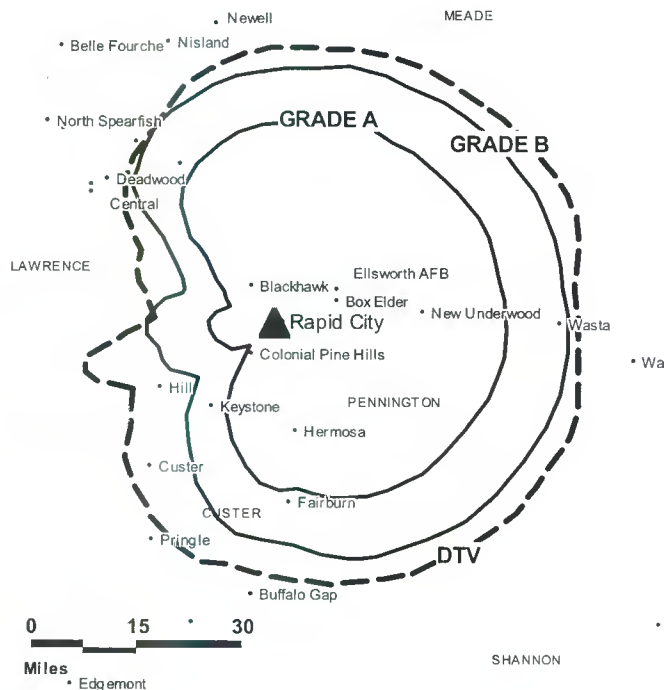 Newell
MEADE
Nisland
Belle Fourche
North Spearfish
GRADE A
GRADE B
Deadwood
Central
LAWRENCE
Ellsworth AFB
Blackhawk
Box Elder
New Underwood
Rapid City
Wasta
Colonial Pine Hills
Wa
Hill
Keystone
PENNINGTON
Hermosa
Custer
Fairburn
CUSTER
Pringle
DTV
Buffalo Gap
0 15 30
Miles
SHANNON
Edgemont